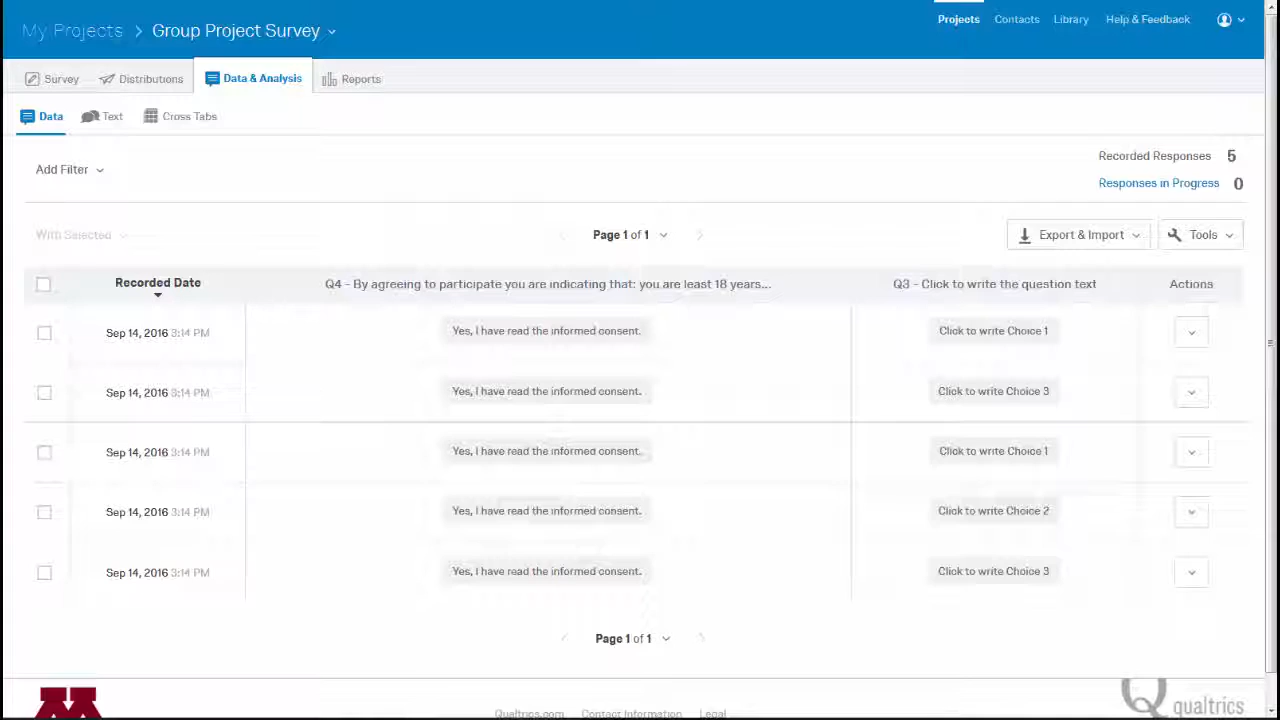 My Projects > Group Project Survey
Projects Contacts Library Help & Feedback
Survey Distributions Data & Analysis Reports
Data Text Cross Tabs
Add Filter
Recorded Responses 5
Responses in Progress 0
With Selected
Page 1 of 1
Export & Import
Tools
Recorded Date Q4 - By agreeing to participate you are indicating that: you are least 18 years... Q3 - Click to write the question text Actions
Sep 14, 2016 3:14 PM Yes, I have read the informed consent. Click to write Choice 1
Sep 14, 2016 3:14 PM Yes, I have read the informed consent. Click to write Choice 3
Sep 14, 2016 3:14 PM Yes, I have read the informed consent. Click to write Choice 1
Sep 14, 2016 3:14 PM Yes, I have read the informed consent. Click to write Choice 2
Sep 14, 2016 3:14 PM Yes, I have read the informed consent. Click to write Choice 3
Page 1 of 1
M
Qualtrics.com Contact Information Legal
qualtrics